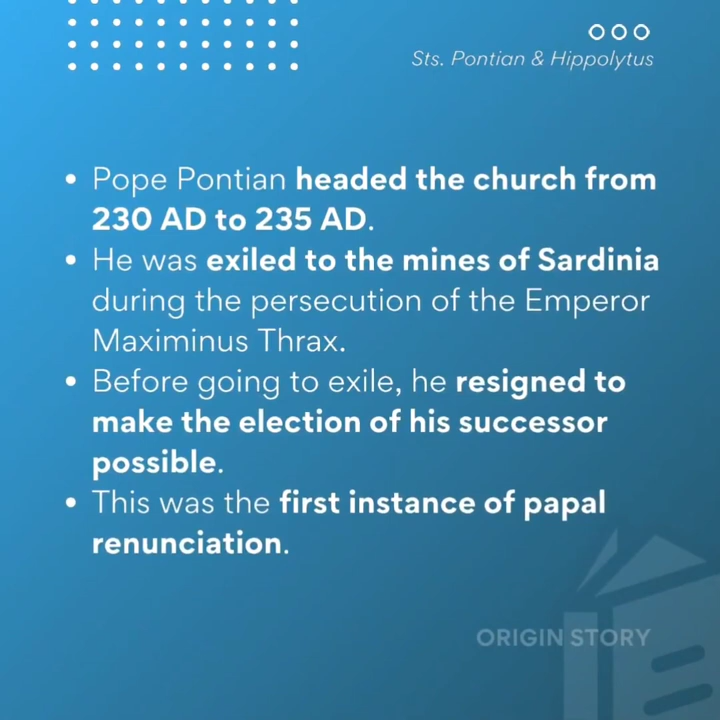 Sts. Pontian & Hippolytus
• Pope Pontian headed the church from
230 AD to 235 AD.
• He was exiled to the mines of Sardinia
during the persecution of the Emperor
Maximinus Thrax.
• Before going to exile, he resigned to
make the election of his successor
possible.
• This was the first instance of papal
renunciation.
ORIGIN STORY